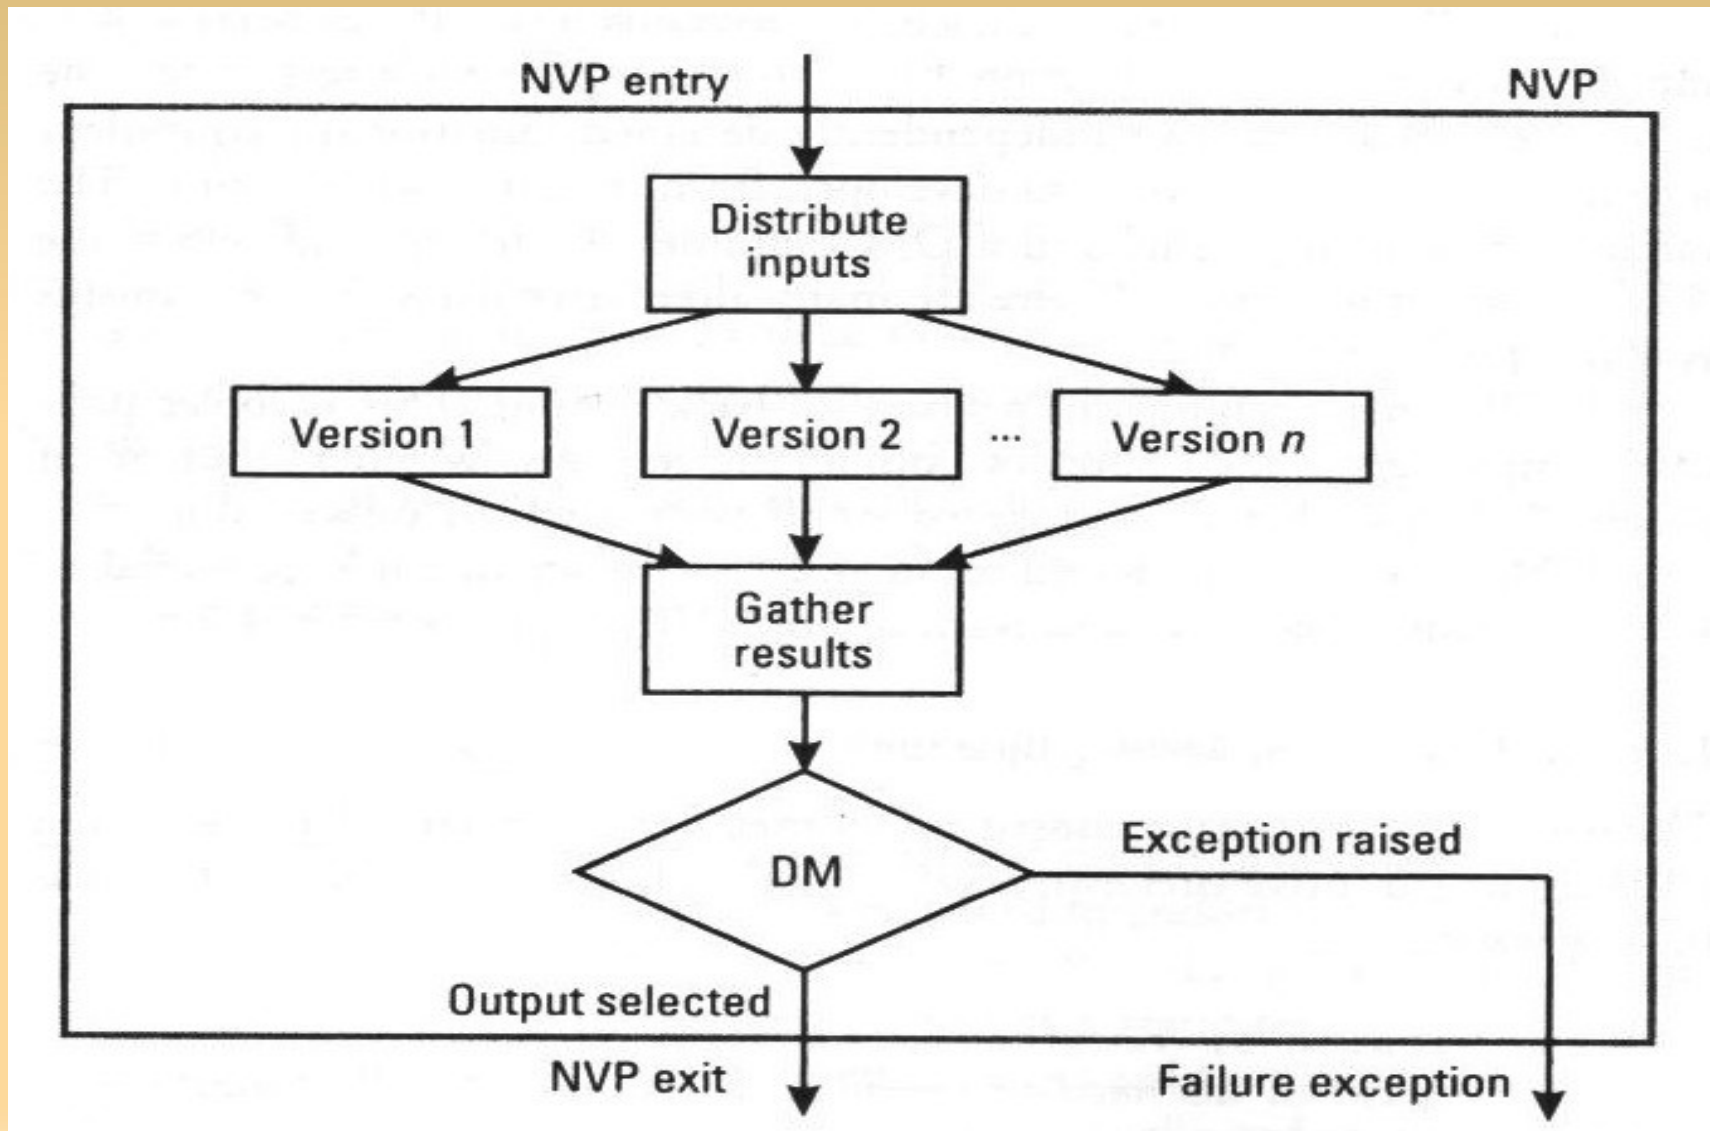 NVP entry
NVP
Distribute
inputs
Version 1
Version 2
...
Version n
Gather
results
DM
Exception raised
Output selected
NVP exit
Failure exception